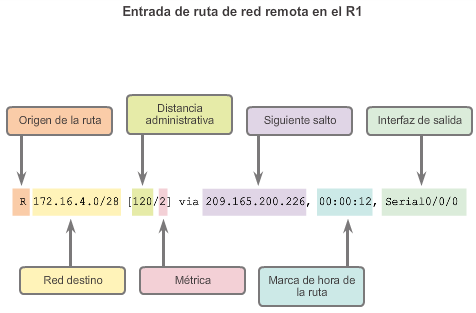 Entrada de ruta de red remota en el R1
Origen de la ruta
Distancia
administrativa
Siguiente salto
Interfaz de salida
R 172.16.4.0/28 [120/2] via 209.165.200.226, 00:00:12, Serial0/0/0
Red destino
Métrica
Marca de hora de
la ruta